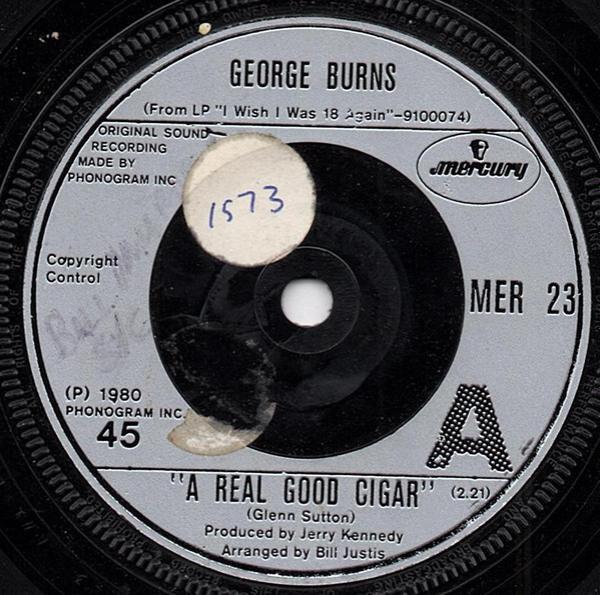 GEORGE BURNS
(From LP "I Wish I Was 18 Again"-9100074)
ORIGINAL SOUND
RECORDING
MADE BY
PHONOGRAM INC
mercury
1573
Copyright
Control
MER 23
(P) 1980
PHONOGRAM INC.
45
A
"A REAL GOOD CIGAR" (2.21)
(Glenn Sutton)
Produced by Jerry Kennedy
Arranged by Bill Justis